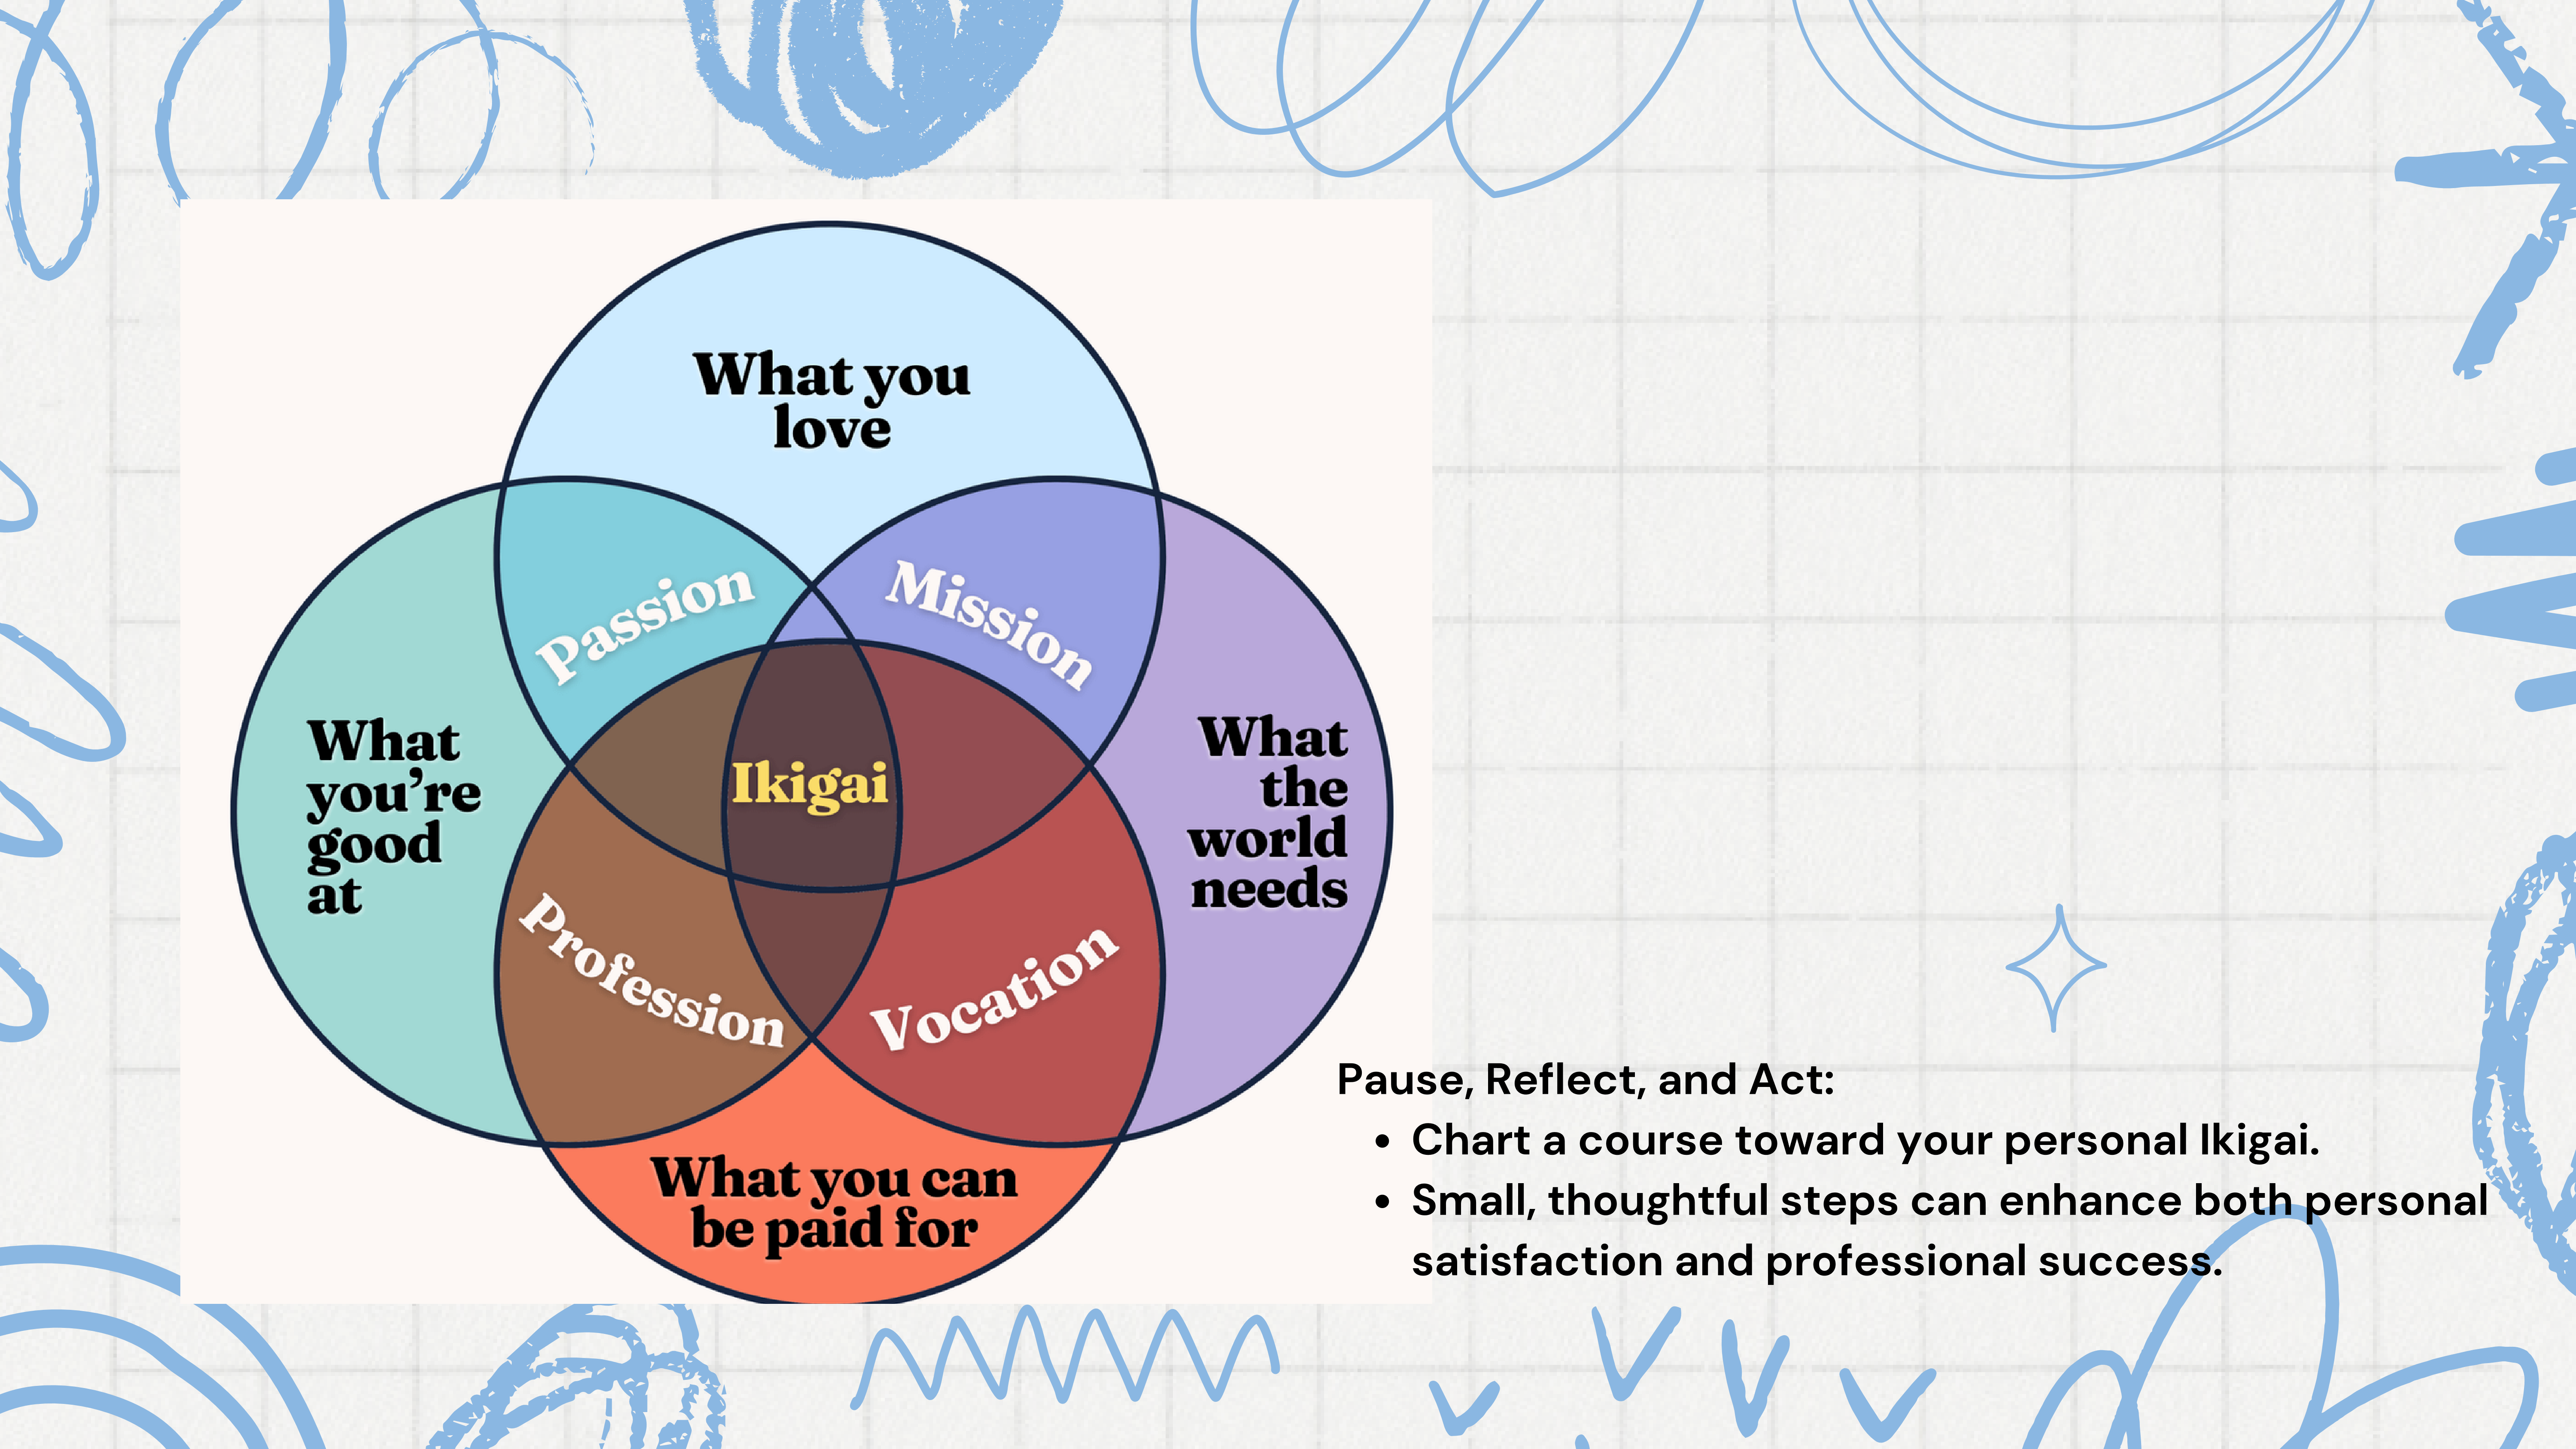 What you
love
Passion
Mission
What
you're
good
at
Ikigai
What
the
world
needs
Profession
Vocation
What you can
be paid for
Pause, Reflect, and Act:
• Chart a course toward your personal Ikigai.
• Small, thoughtful steps can enhance both personal
satisfaction and professional success.